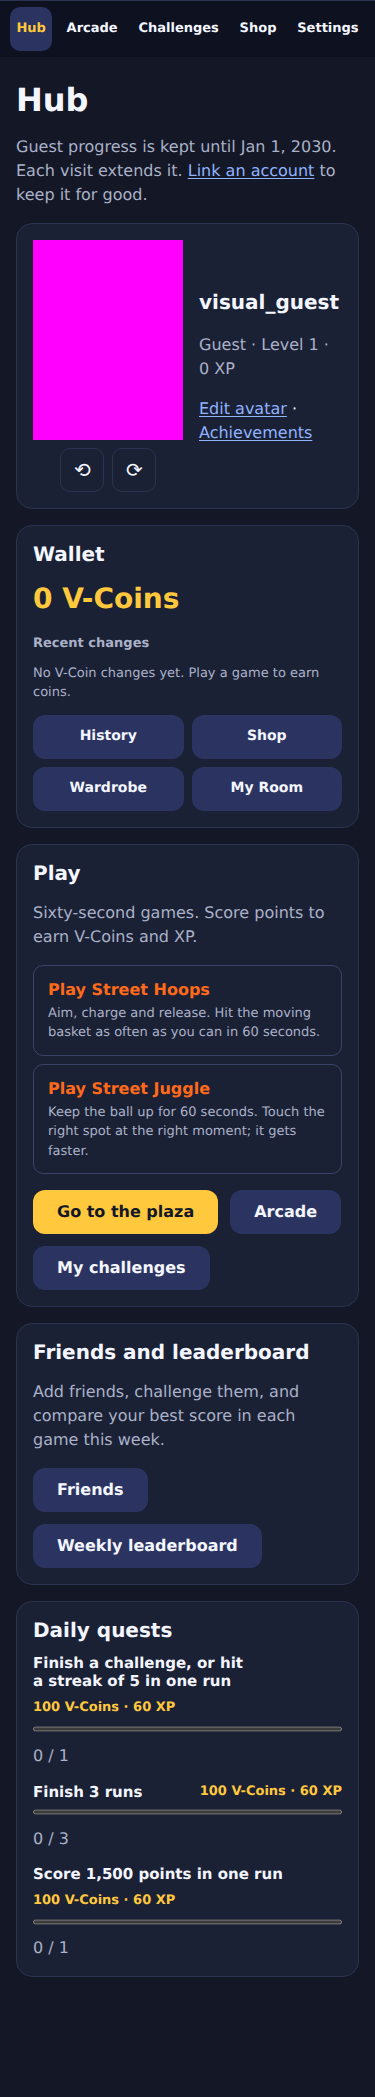 Hub Arcade Challenges Shop Settings
Hub
Guest progress is kept until Jan 1, 2030.
Each visit extends it. Link an account to
keep it for good.
visual_guest
Guest · Level 1 ·
0 XP
Edit avatar ·
Achievements
⟲ ⟳
Wallet
0 V-Coins
Recent changes
No V-Coin changes yet. Play a game to earn
coins.
History Shop
Wardrobe My Room
Play
Sixty-second games. Score points to
earn V-Coins and XP.
Play Street Hoops
Aim, charge and release. Hit the moving
basket as often as you can in 60 seconds.
Play Street Juggle
Keep the ball up for 60 seconds. Touch the
right spot at the right moment; it gets
faster.
Go to the plaza Arcade
My challenges
Friends and leaderboard
Add friends, challenge them, and
compare your best score in each
game this week.
Friends
Weekly leaderboard
Daily quests
Finish a challenge, or hit
a streak of 5 in one run
100 V-Coins · 60 XP
0 / 1
Finish 3 runs 100 V-Coins · 60 XP
0 / 3
Score 1,500 points in one run
100 V-Coins · 60 XP
0 / 1